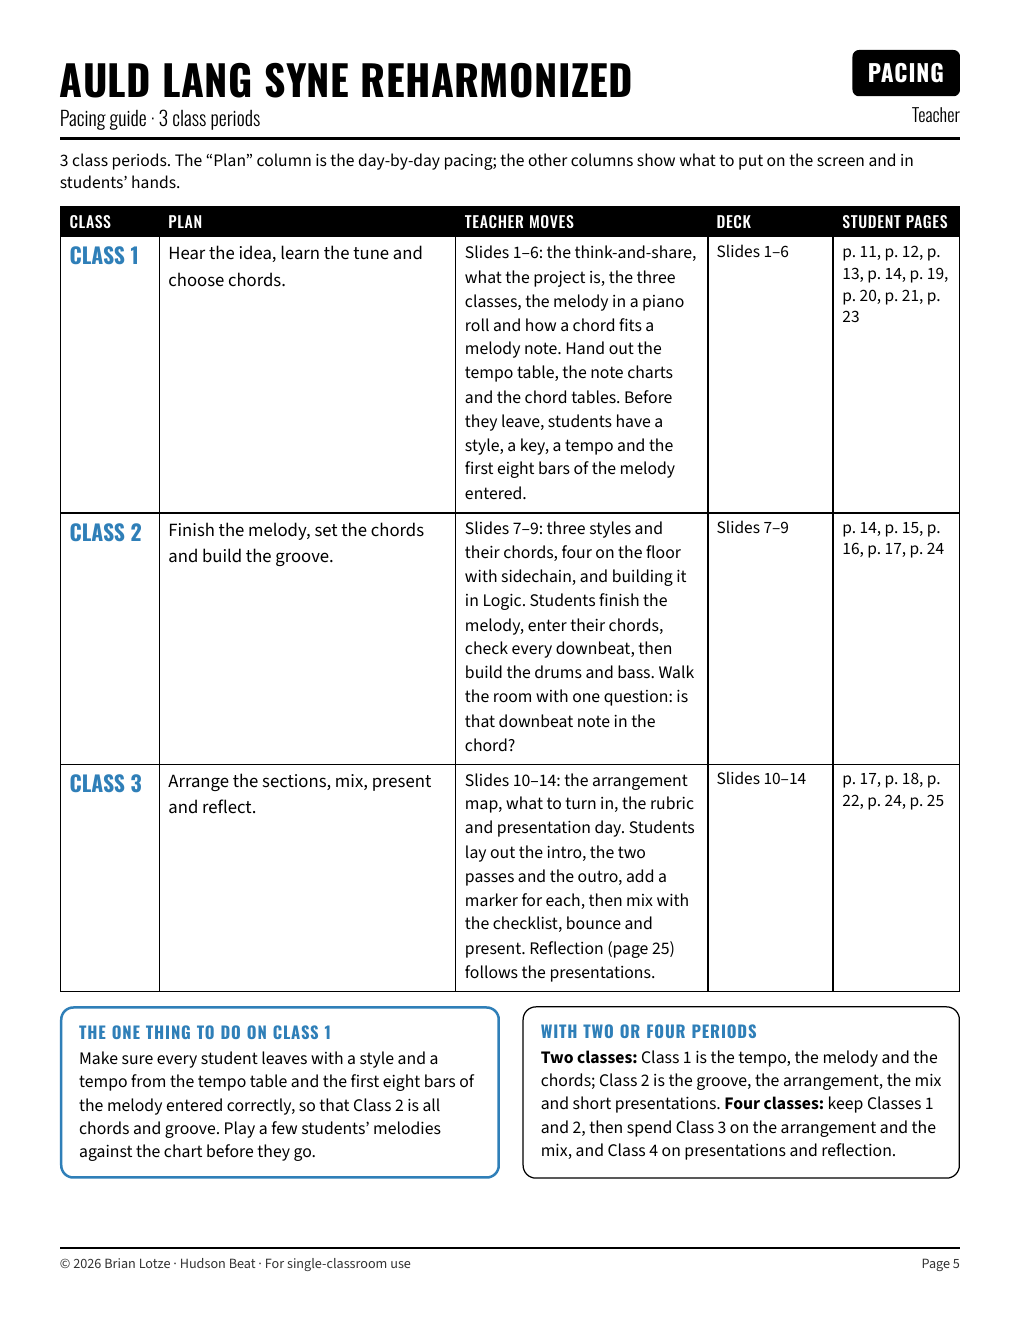 AULD LANG SYNE REHARMONIZED
PACING
Pacing guide · 3 class periods
Teacher
3 class periods. The “Plan” column is the day-by-day pacing; the other columns show what to put on the screen and in
students’ hands.
CLASS PLAN TEACHER MOVES DECK STUDENT PAGES
CLASS 1
Hear the idea, learn the tune and
choose chords.
Slides 1–6: the think-and-share,
what the project is, the three
classes, the melody in a piano
roll and how a chord fits a
melody note. Hand out the
tempo table, the note charts
and the chord tables. Before
they leave, students have a
style, a key, a tempo and the
first eight bars of the melody
entered.
Slides 1–6
p. 11, p. 12, p.
13, p. 14, p. 19,
p. 20, p. 21, p.
23
CLASS 2
Finish the melody, set the chords
and build the groove.
Slides 7–9: three styles and
their chords, four on the floor
with sidechain, and building it
in Logic. Students finish the
melody, enter their chords,
check every downbeat, then
build the drums and bass. Walk
the room with one question: is
that downbeat note in the
chord?
Slides 7–9
p. 14, p. 15, p.
16, p. 17, p. 24
CLASS 3
Arrange the sections, mix, present
and reflect.
Slides 10–14: the arrangement
map, what to turn in, the rubric
and presentation day. Students
lay out the intro, the two
passes and the outro, add a
marker for each, then mix with
the checklist, bounce and
present. Reflection (page 25)
follows the presentations.
Slides 10–14
p. 17, p. 18, p.
22, p. 24, p. 25
THE ONE THING TO DO ON CLASS 1
Make sure every student leaves with a style and a
tempo from the tempo table and the first eight bars of
the melody entered correctly, so that Class 2 is all
chords and groove. Play a few students’ melodies
against the chart before they go.
WITH TWO OR FOUR PERIODS
Two classes: Class 1 is the tempo, the melody and the
chords; Class 2 is the groove, the arrangement, the mix
and short presentations. Four classes: keep Classes 1
and 2, then spend Class 3 on the arrangement and the
mix, and Class 4 on presentations and reflection.
© 2026 Brian Lotze · Hudson Beat · For single-classroom use
Page 5